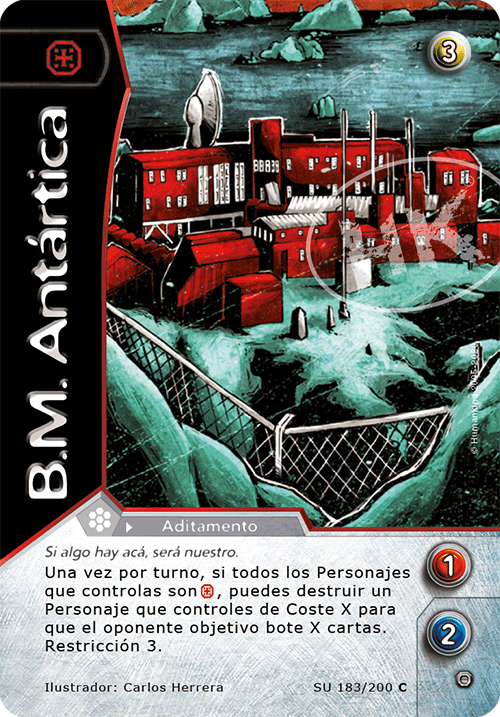 3
B.M. Antártica
HK
Aditamento
Si algo hay acá, será nuestro.
Una vez por turno, si todos los Personajes
que controlas son , puedes destruir un
Personaje que controles de Coste X para
que el oponente objetivo bote X cartas.
Restricción 3.
1
2
Ilustrador: Carlos Herrera
SU 183/200 C